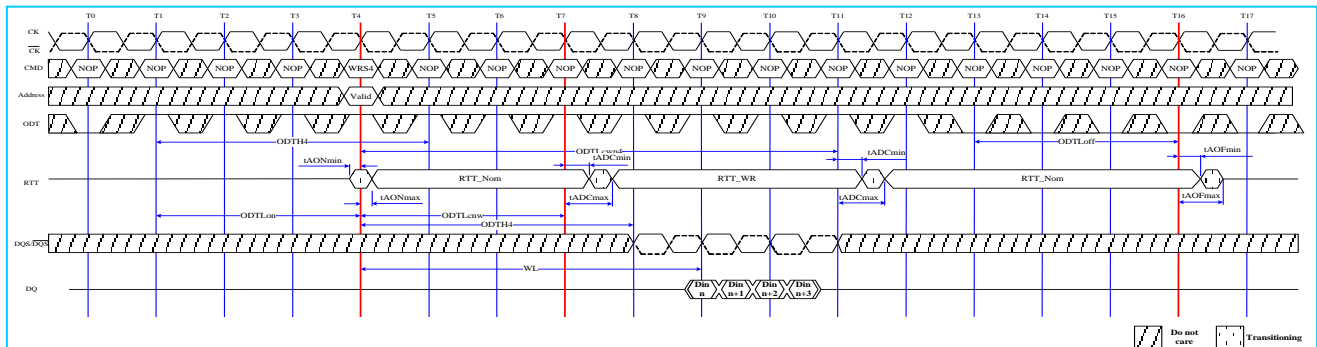 T0 T1 T2 T3 T4 T5 T6 T7 T8 T9 T10 T11 T12 T13 T14 T15 T16 T17
CK
CK
CMD NOP NOP NOP NOP WRS4 NOP NOP NOP NOP NOP NOP NOP NOP NOP NOP NOP NOP NOP
Address Valid
ODT
ODTH4 ODTLcwn4 ODTLoff
tAONmin tADCmin tADCmin tAOFmin
RTT RTT_Nom RTT_WR RTT_Nom
tAONmax tADCmax tADCmax tAOFmax
ODTLon ODTLcnw
ODTH4
DQS/DQS
WL
DQ Din n Din n+1 Din n+2 Din n+3
Do not care Transitioning